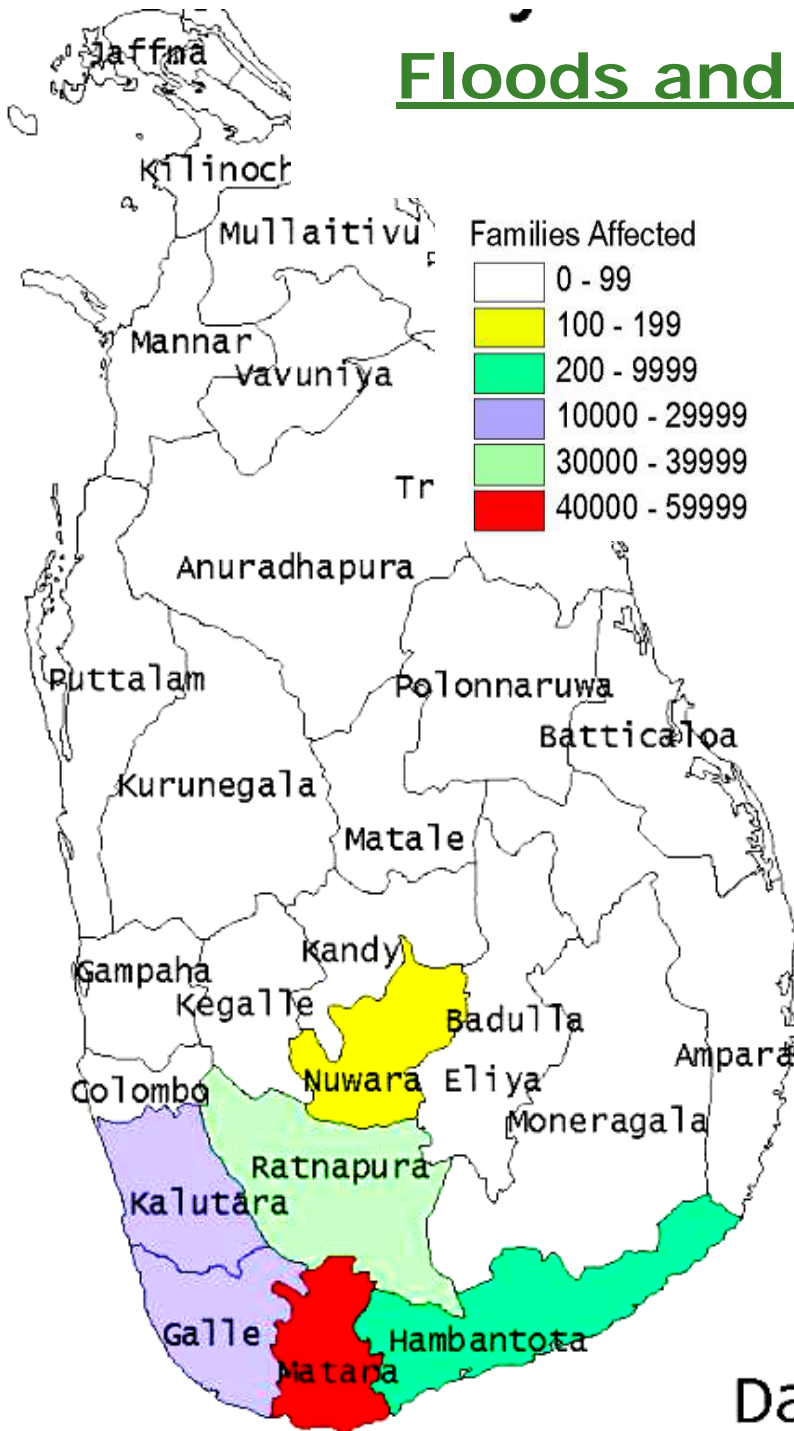 Jaffna
Floods and
Kilinoch
Mullaitivu
Families Affected
0 - 99
100 - 199
200 - 9999
10000 - 29999
30000 - 39999
40000 - 59999
Mannar
Vavuniya
Tr
Anuradhapura
Puttalam
Polonnaruwa
Batticaloa
Kurunegala
Matale
Kandy
Gampaha
Kegalle
Badulla
Ampara
Nuwara Eliya
Colombo
Moneragala
Ratnapura
Kalutara
Galle
Hambantota
Matara
Da